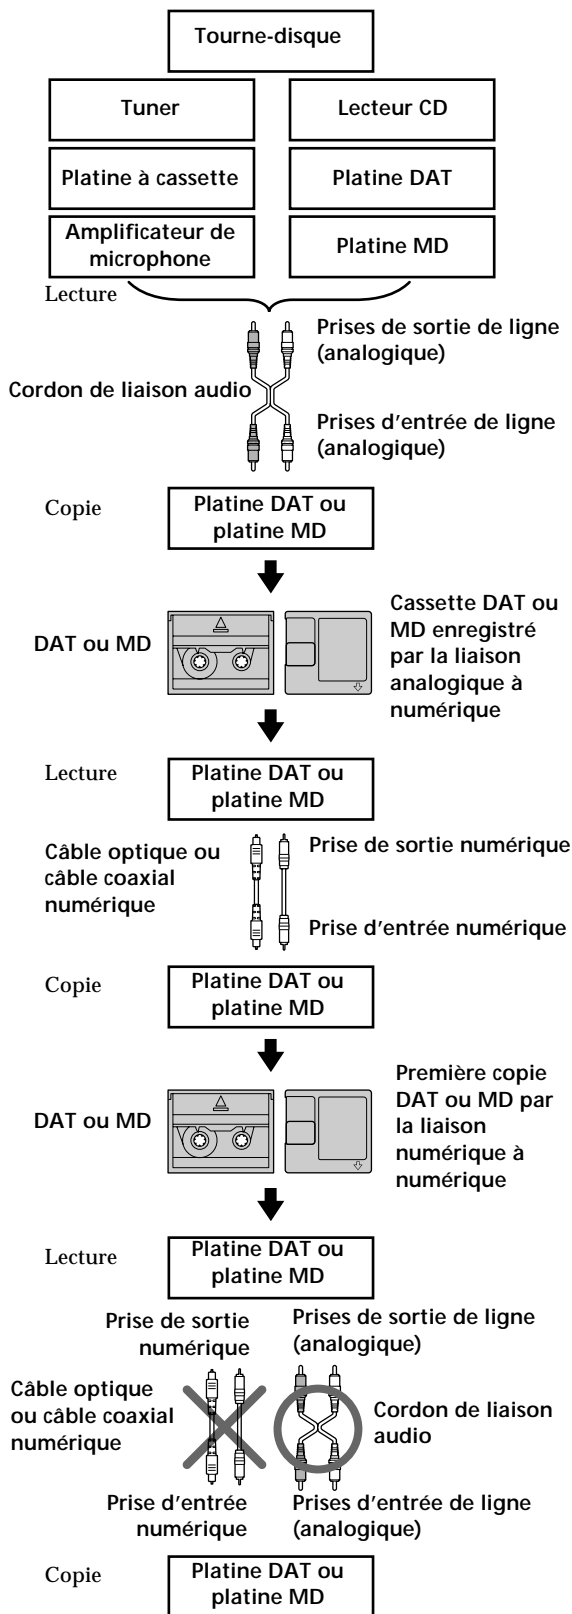 Tourne-disque
Tuner
Lecteur CD
Platine à cassette
Platine DAT
Amplificateur de
microphone
Platine MD
Lecture
Prises de sortie de ligne
(analogique)
Cordon de liaison audio
Prises d'entrée de ligne
(analogique)
Copie
Platine DAT ou
platine MD
DAT ou MD
Cassette DAT ou
MD enregistré
par la liaison
analogique à
numérique
Lecture
Platine DAT ou
platine MD
Câble optique ou
câble coaxial
numérique
Prise de sortie numérique
Prise d'entrée numérique
Copie
Platine DAT ou
platine MD
DAT ou MD
Première copie
DAT ou MD par
la liaison
numérique à
numérique
Lecture
Platine DAT ou
platine MD
Prise de sortie
numérique
Prises de sortie de ligne
(analogique)
Câble optique
ou câble coaxial
numérique
Cordon de liaison
audio
Prise d'entrée
numérique
Prises d'entrée de ligne
(analogique)
Copie
Platine DAT ou
platine MD